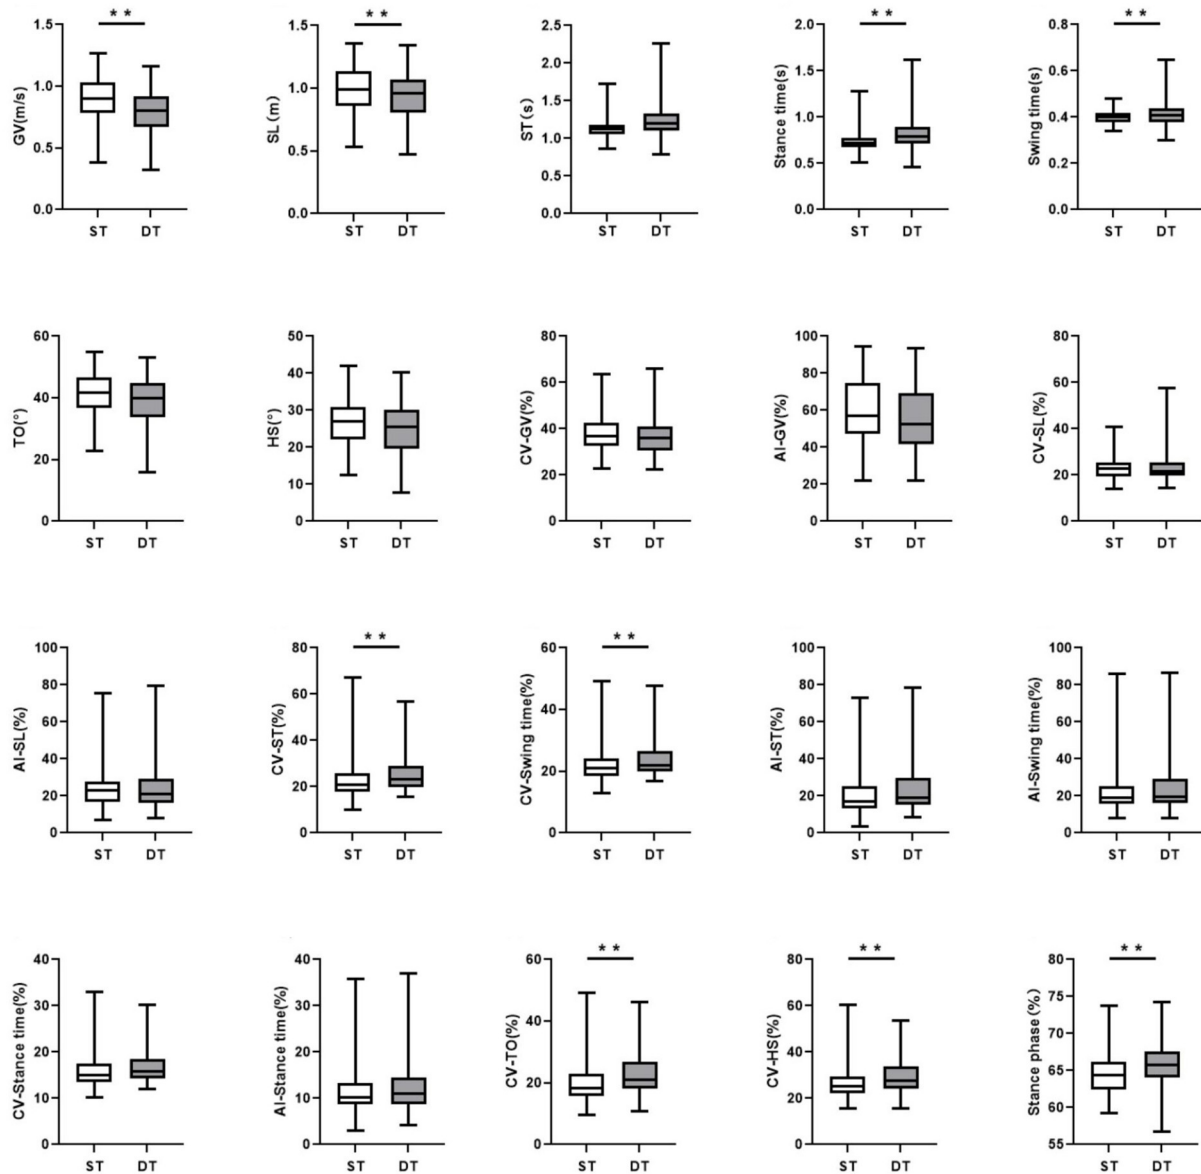 **
GV(m/s)
1.5
1.0
0.5
0.0
ST DT
**
SL (m)
1.5
1.0
0.5
0.0
ST DT
ST(s)
2.5
2.0
1.5
1.0
0.5
0.0
ST DT
**
Stance time(s)
2.0
1.5
1.0
0.5
0.0
ST DT
**
Swing time(s)
0.8
0.6
0.4
0.2
0.0
ST DT
TO(°)
60
40
20
0
ST DT
HS(°)
50
40
30
20
10
0
ST DT
CV-GV(%)
80
60
40
20
0
ST DT
AI-GV(%)
100
80
60
40
20
0
ST DT
CV-SL(%)
80
60
40
20
0
ST DT
AI-SL(%)
100
80
60
40
20
0
ST DT
**
CV-ST(%)
80
60
40
20
0
ST DT
**
CV-Swing time(%)
60
40
20
0
ST DT
AI-ST(%)
100
80
60
40
20
0
ST DT
AI-Swing time(%)
100
80
60
40
20
0
ST DT
CV-Stance time(%)
40
30
20
10
0
ST DT
AI-Stance time(%)
40
30
20
10
0
ST DT
**
CV-TO(%)
60
40
20
0
ST DT
**
CV-HS(%)
80
60
40
20
0
ST DT
**
Stance phase (%)
80
75
70
65
60
55
ST DT